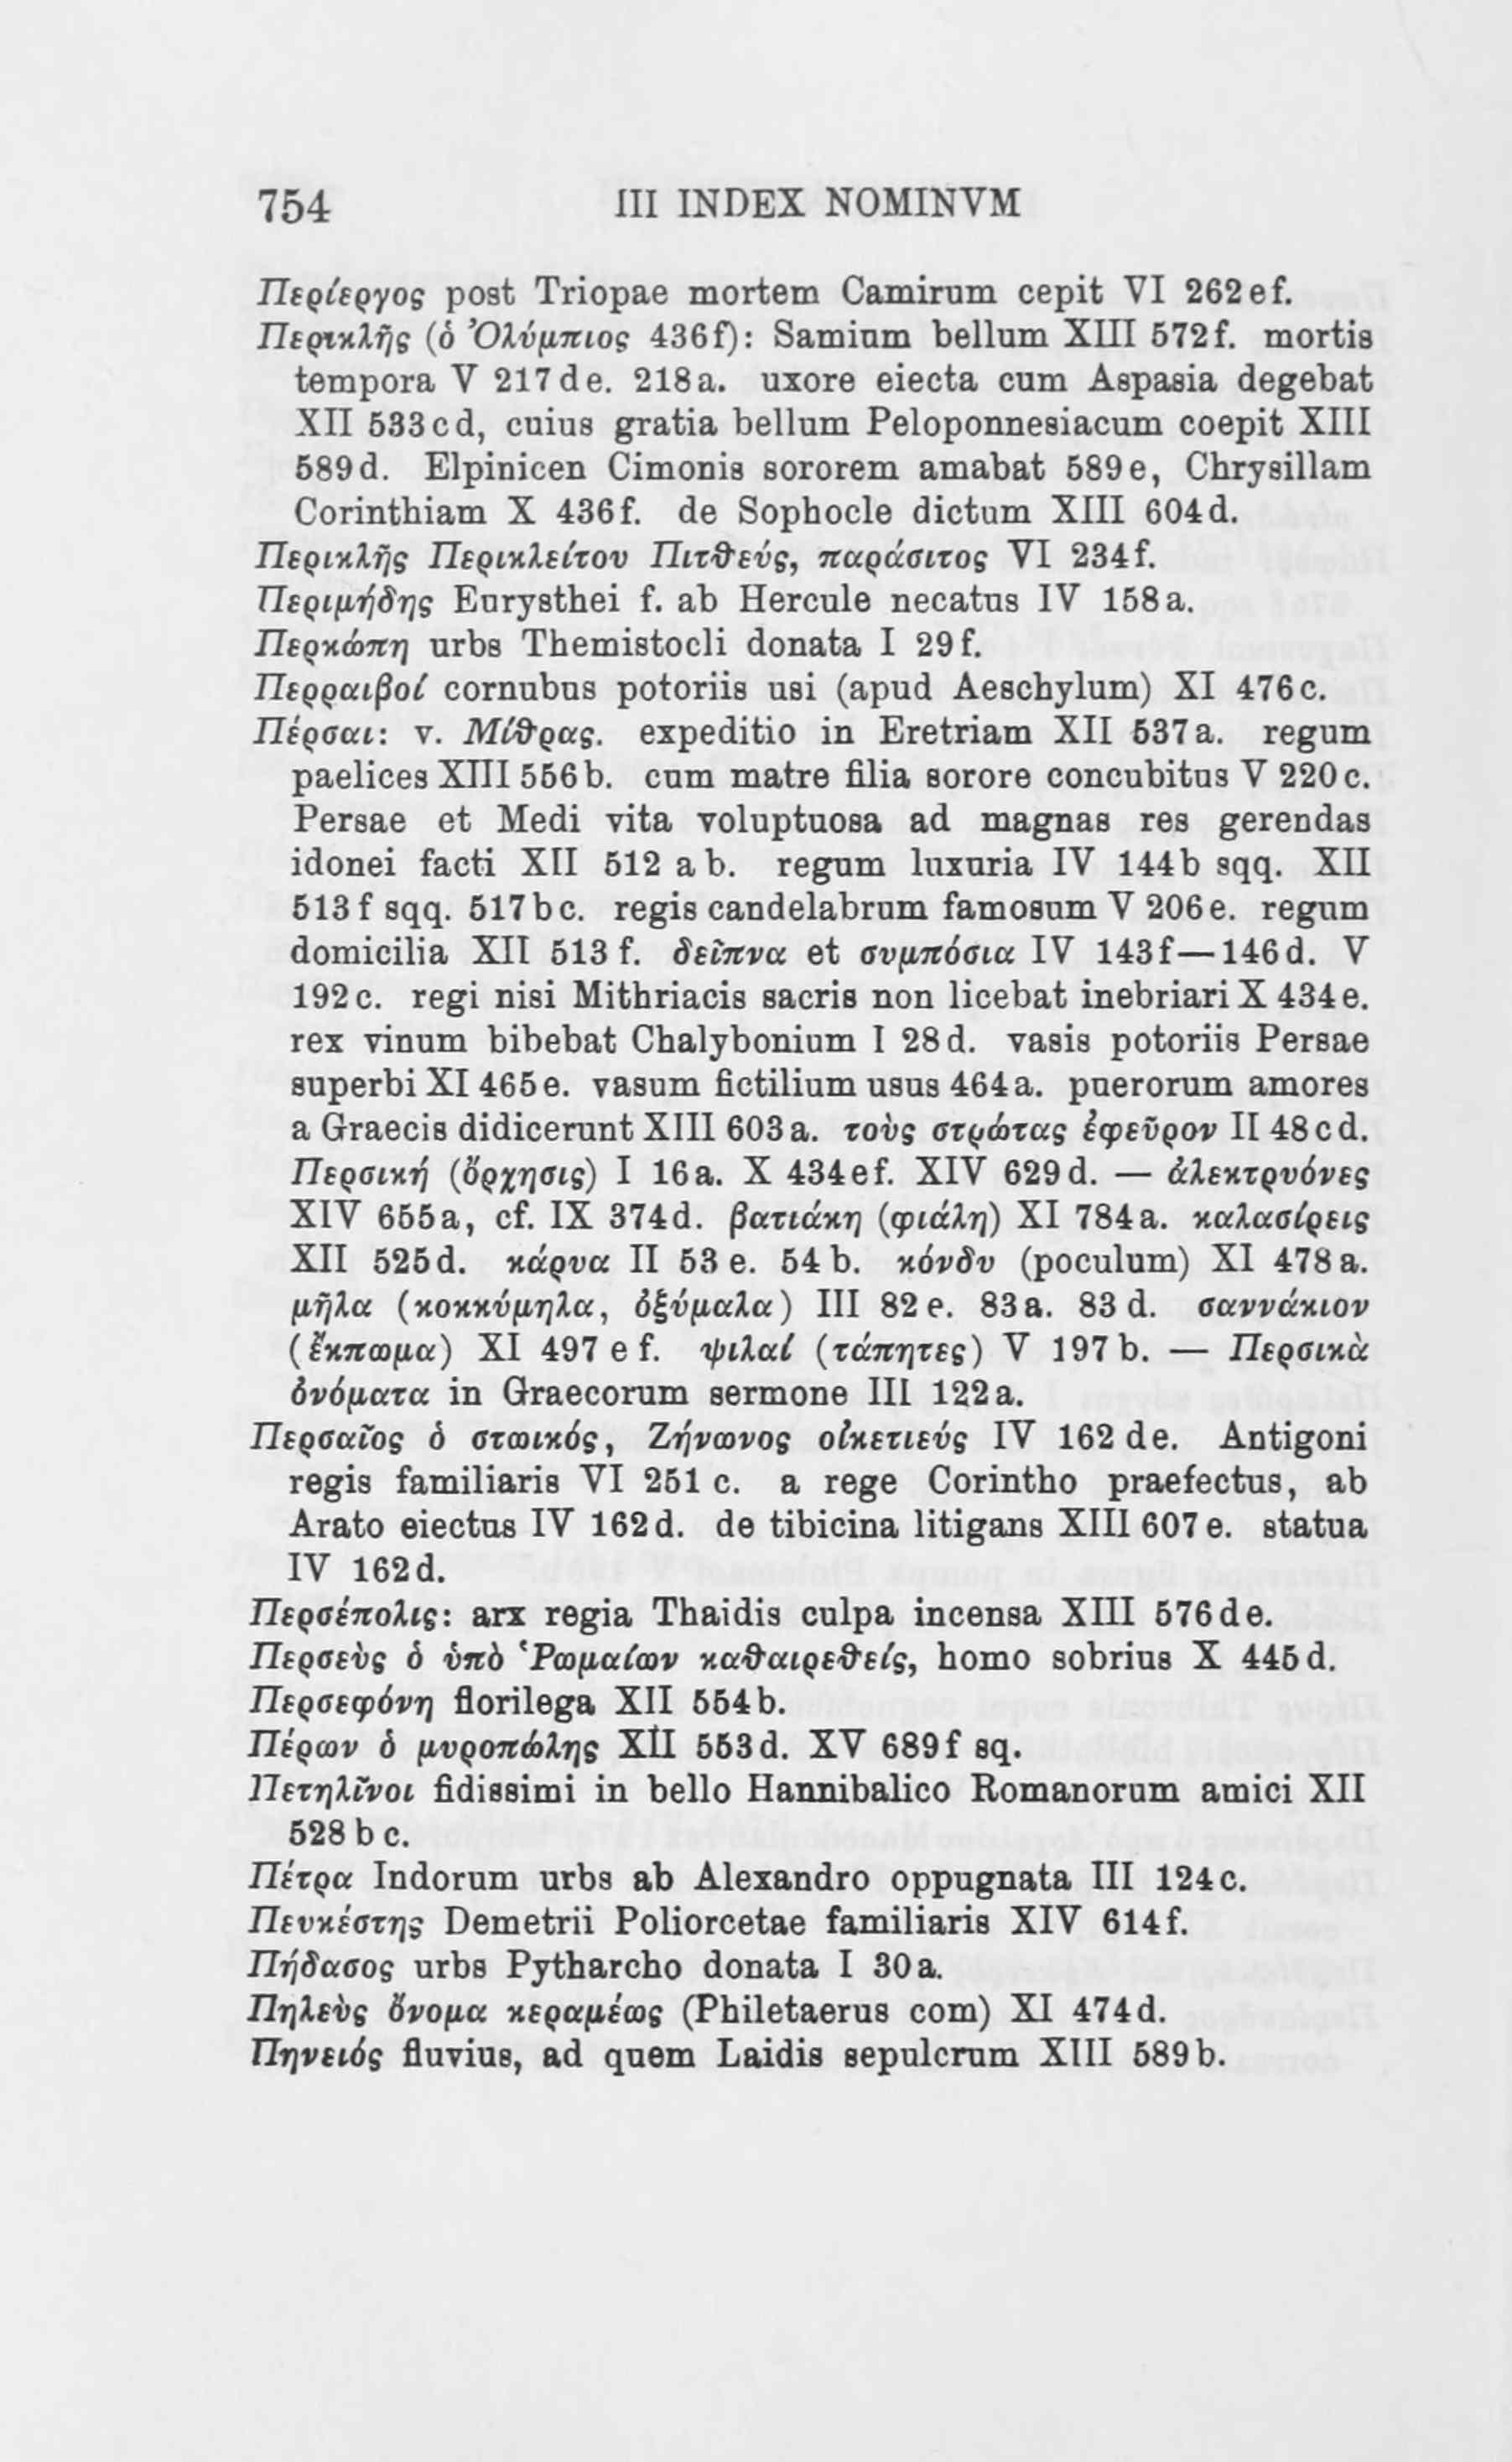 754 III INDEX NOMINVM
Περίεργος post Triopae mortem Camirum cepit VI 262 ef.
Περικλῆς (ὁ Ὀλύμπιος 436f): Samium bellum XIII 572f. mortis
tempora V 217de. 218a. uxore eiecta cum Aspasia degebat
XII 533cd, cuius gratia bellum Peloponnesiacum coepit XIII
589d. Elpinicen Cimonis sororem amabat 589e, Chrysillam
Corinthiam X 436f. de Sophocle dictum XIII 604d.
Περικλῆς Περικλείτου Πιτθεύς, παράσιτος VI 234f.
Περιμήδης Eurysthei f. ab Hercule necatus IV 158a.
Περκώπη urbs Themistocli donata I 29f.
Περραιβοί cornubus potoriis usi (apud Aeschylum) XI 476c.
Πέρσαι: v. Μίθρας. expeditio in Eretriam XII 537a. regum
paelices XIII 556b. cum matre filia sorore concubitus V 220c.
Persae et Medi vita voluptuosa ad magnas res gerendas
idonei facti XII 512 ab. regum luxuria IV 144b sqq. XII
513f sqq. 517bc. regis candelabrum famosum V 206e. regum
domicilia XII 513 f. δεῖπνα et συμπόσια IV 143f—146d. V
192c. regi nisi Mithriacis sacris non licebat inebriari X 434e.
rex vinum bibebat Chalybonium I 28d. vasis potoriis Persae
superbi XI 465e. vasum fictilium usus 464a. puerorum amores
a Graecis didicerunt XIII 603a. τοὺς στρώτας ἐφεῦρον II 48cd.
Περσική (ὄρχησις) I 16a. X 434ef. XIV 629d. — ἀλεκτρυόνες
XIV 655a, cf. IX 374d. βατιάκη (φιάλη) XI 784a. καλασίρεις
XII 525d. κάρυα II 53 e. 54 b. κόνδυ (poculum) XI 478a.
μῆλα (κοκκύμηλα, ὀξύμαλα) III 82e. 83a. 83d. σαννάκιον
(ἔκπωμα) XI 497 ef. ψιλαί (τάπητες) V 197b. — Περσικὰ
ὀνόματα in Graecorum sermone III 122a.
Περσαῖος ὁ στωικός, Ζήνωνος οἰκετιεύς IV 162de. Antigoni
regis familiaris VI 251c. a rege Corintho praefectus, ab
Arato eiectus IV 162d. de tibicina litigans XIII 607e. statua
IV 162d.
Περσέπολις: arx regia Thaidis culpa incensa XIII 576de.
Περσεὺς ὁ ὑπὸ Ῥωμαίων καθαιρεθείς, homo sobrius X 445d.
Περσεφόνη florilega XII 554b.
Πέρων ὁ μυροπώλης XII 553d. XV 689f sq.
Πετηλῖνοι fidissimi in bello Hannibalico Romanorum amici XII
528bc.
Πέτρα Indorum urbs ab Alexandro oppugnata III 124c.
Πευκέστης Demetrii Poliorcetae familiaris XIV 614f.
Πήδασος urbs Pytharcho donata I 30a.
Πηλεὺς ὄνομα κεραμέως (Philetaerus com) XI 474d.
Πηνειός fluvius, ad quem Laidis sepulcrum XIII 589b.